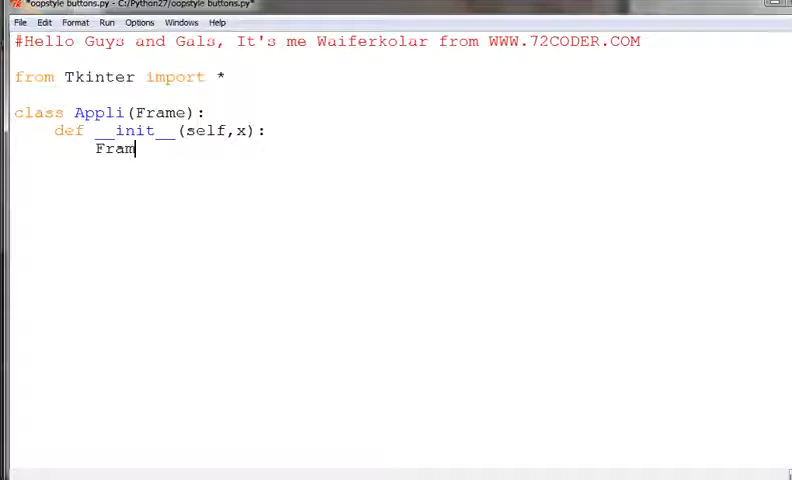 *oopstyle buttons.py - C:/Python27/oopstyle buttons.py*
File Edit Format Run Options Windows Help
#Hello Guys and Gals, It's me Waiferkolar from WWW.72CODER.COM
from Tkinter import *
class Appli(Frame):
def __init__(self,x):
Fram